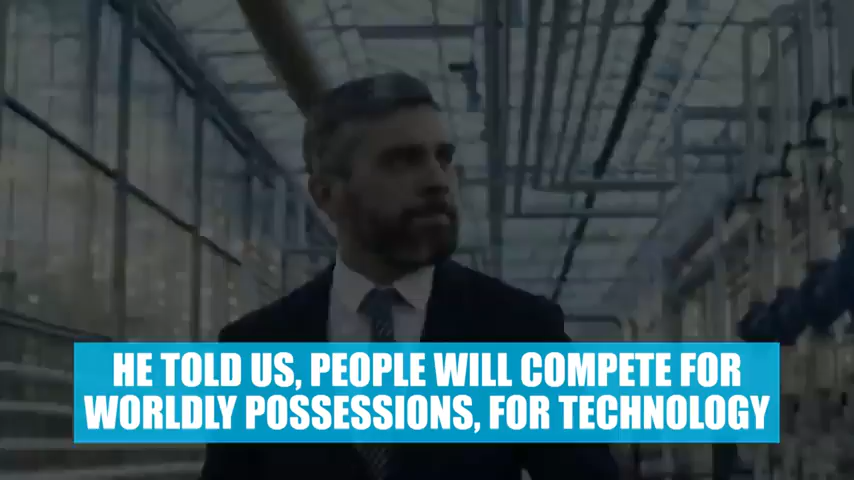 HE TOLD US, PEOPLE WILL COMPETE FOR
WORLDLY POSSESSIONS, FOR TECHNOLOGY